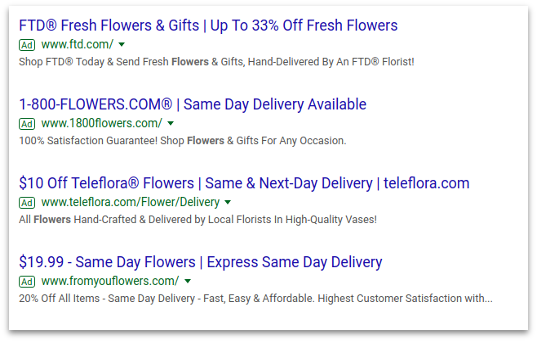 FTD® Fresh Flowers & Gifts | Up To 33% Off Fresh Flowers
Ad www.ftd.com/
Shop FTD® Today & Send Fresh Flowers & Gifts, Hand-Delivered By An FTD® Florist!
1-800-FLOWERS.COM® | Same Day Delivery Available
Ad www.1800flowers.com/
100% Satisfaction Guarantee! Shop Flowers & Gifts For Any Occasion.
$10 Off Teleflora® Flowers | Same & Next-Day Delivery | teleflora.com
Ad www.teleflora.com/Flower/Delivery
All Flowers Hand-Crafted & Delivered by Local Florists In High-Quality Vases!
$19.99 - Same Day Flowers | Express Same Day Delivery
Ad www.fromyouflowers.com/
20% Off All Items - Same Day Delivery - Fast, Easy & Affordable. Highest Customer Satisfaction with...